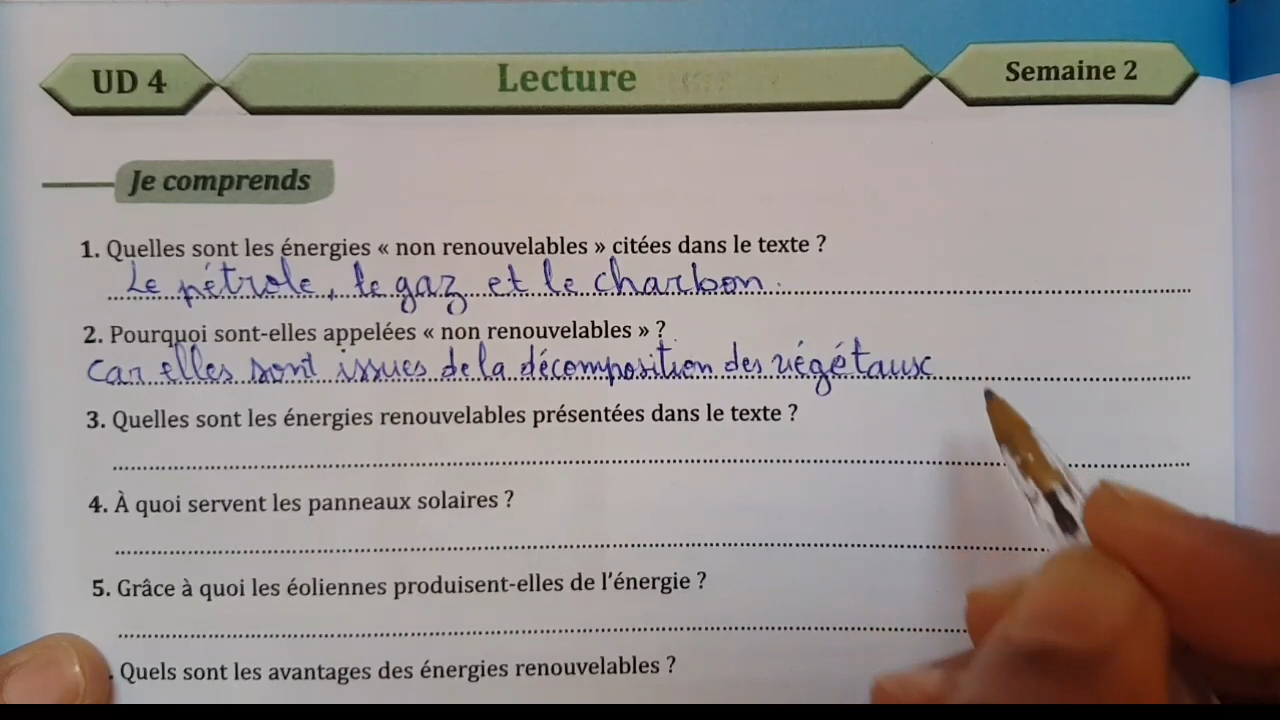 UD 4
Lecture
Semaine 2
Je comprends
1. Quelles sont les énergies « non renouvelables » citées dans le texte ?
Le pétrole, le gaz et le charbon.
2. Pourquoi sont-elles appelées « non renouvelables » ?
Car elles sont issues de la décomposition des végétaux
3. Quelles sont les énergies renouvelables présentées dans le texte ?
4. À quoi servent les panneaux solaires ?
5. Grâce à quoi les éoliennes produisent-elles de l'énergie ?
. Quels sont les avantages des énergies renouvelables ?